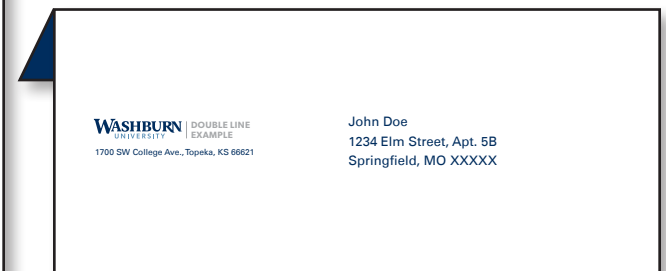 WASHBURN
UNIVERSITY
DOUBLE LINE
EXAMPLE
1700 SW College Ave., Topeka, KS 66621
John Doe
1234 Elm Street, Apt. 5B
Springfield, MO XXXXX